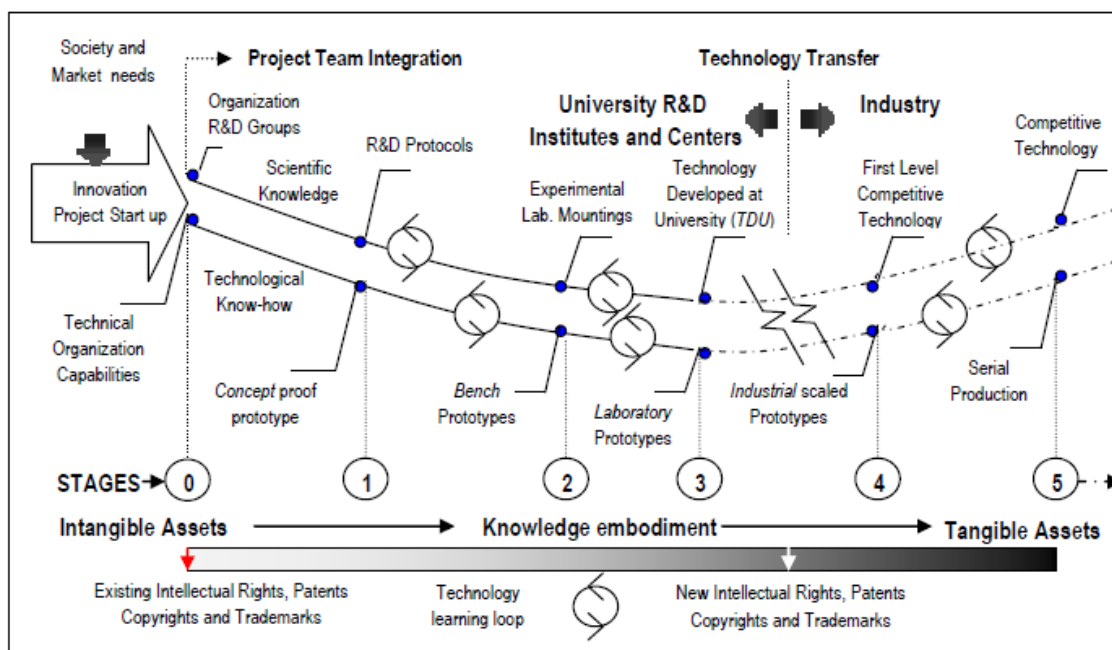 Society and
Market needs
Project Team Integration
Technology Transfer
Organization
R&D Groups
University R&D
Institutes and Centers
Industry
R&D Protocols
Scientific
Knowledge
Innovation
Project Start up
Experimental
Lab. Mountings
Technology
Developed at
University (TDU)
First Level
Competitive
Technology
Competitive
Technology
Technological
Know-how
Technical
Organization
Capabilities
Concept proof
prototype
Bench
Prototypes
Laboratory
Prototypes
Industrial scaled
Prototypes
Serial
Production
STAGES
0
1
2
3
4
5
Intangible Assets
Knowledge embodiment
Tangible Assets
Existing Intellectual Rights, Patents
Copyrights and Trademarks
Technology
learning loop
New Intellectual Rights, Patents
Copyrights and Trademarks